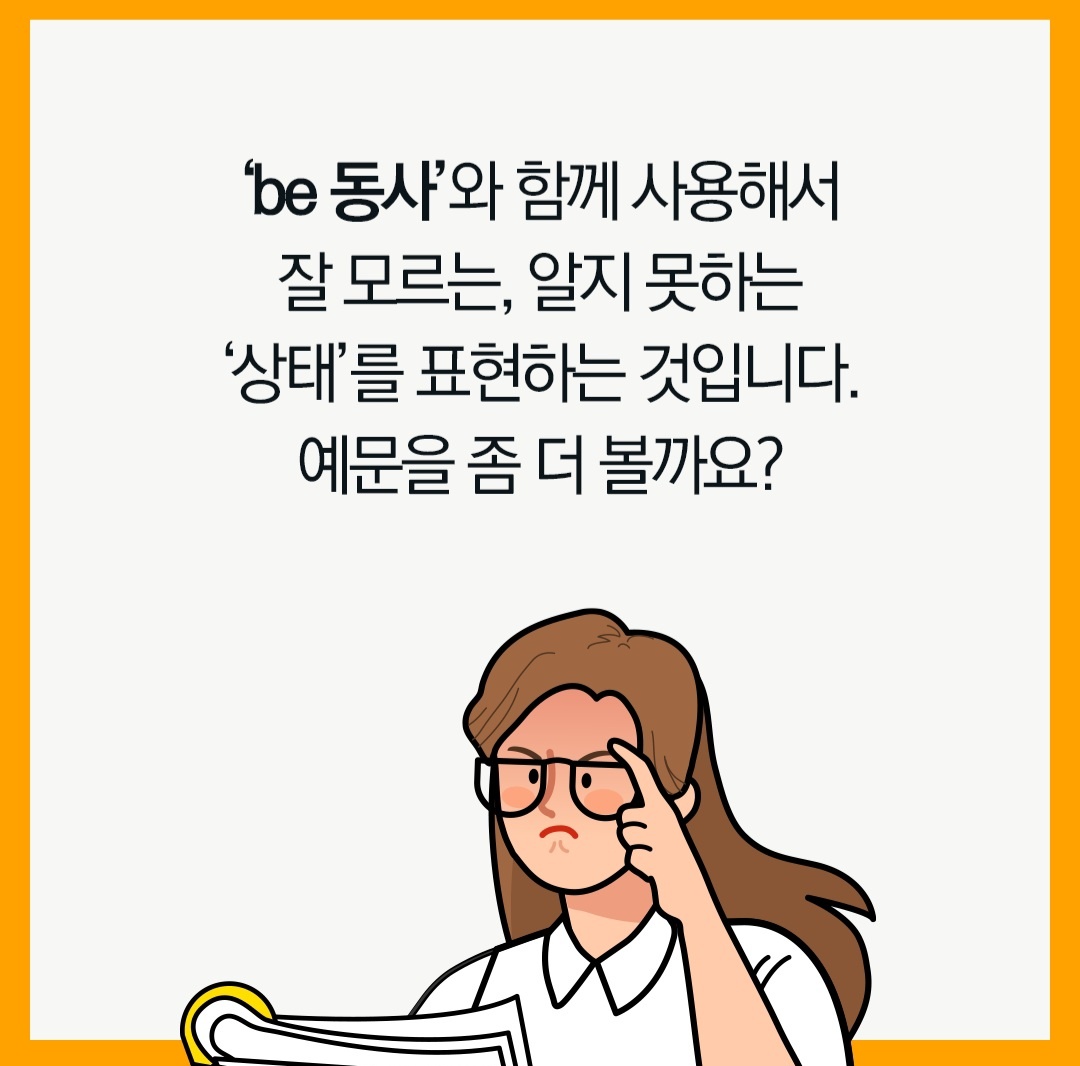 ‘be 동사’와 함께 사용해서
잘 모르는, 알지 못하는
‘상태’를 표현하는 것입니다.
예문을 좀 더 볼까요?